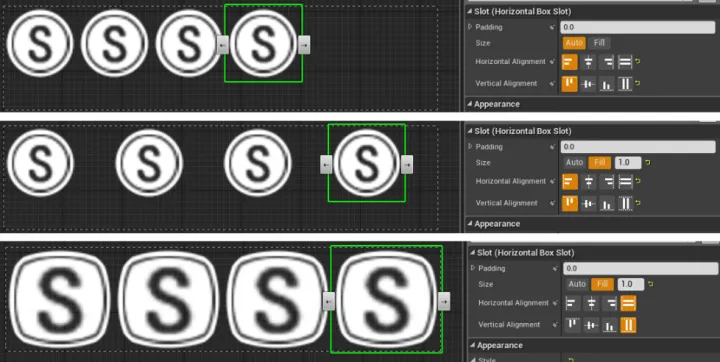 S S S S
Slot (Horizontal Box Slot)
Padding 0.0
Size Auto Fill
Horizontal Alignment
Vertical Alignment
Appearance
S S S S
Slot (Horizontal Box Slot)
Padding 0.0
Size Auto Fill 1.0
Horizontal Alignment
Vertical Alignment
Appearance
S S S S
Slot (Horizontal Box Slot)
Padding 0.0
Size Auto Fill 1.0
Horizontal Alignment
Vertical Alignment
Appearance
Style